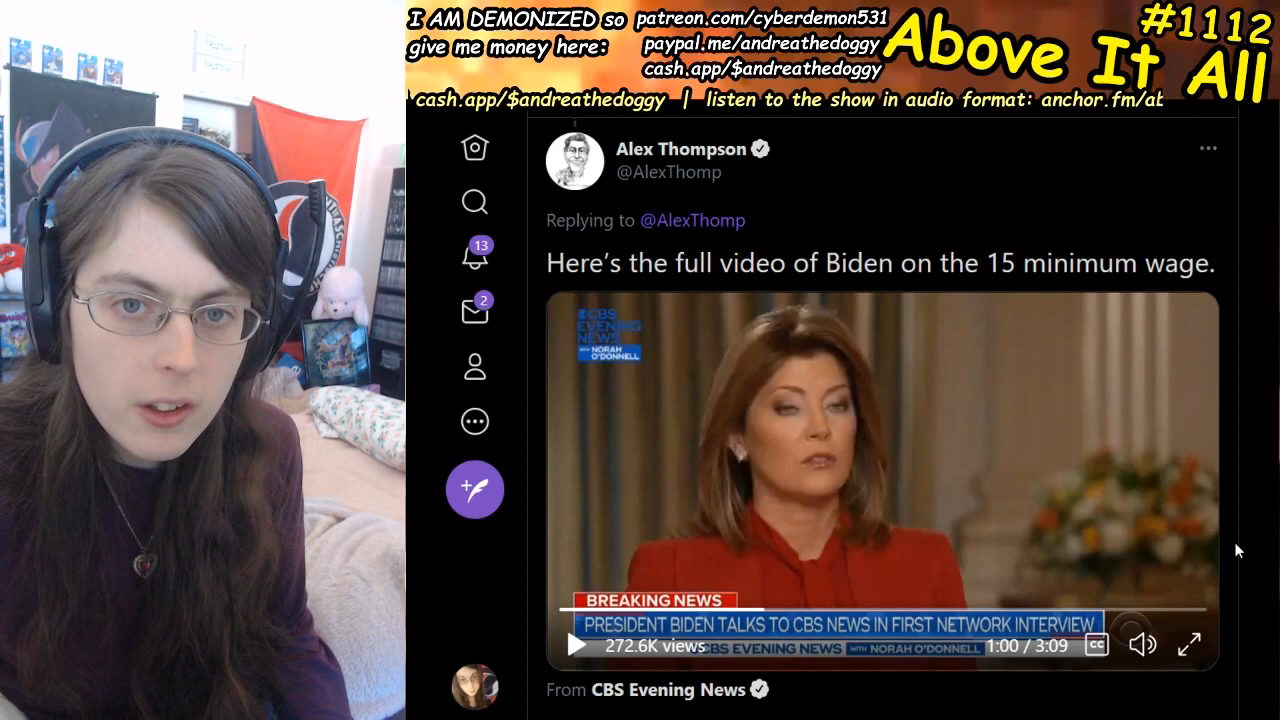 I AM DEMONIZED so
give me money here:
patreon.com/cyberdemon531
paypal.me/andreathedoggy
cash.app/$andreathedoggy
Above It All
#1112
cash.app/$andreathedoggy | listen to the show in audio format: anchor.fm/at
Alex Thompson
@AlexThomp
Replying to @AlexThomp
13
2
Here's the full video of Biden on the 15 minimum wage.
CBS
EVENING
NEWS
WITH NORAH
O'DONNELL
BREAKING NEWS
PRESIDENT BIDEN TALKS TO CBS NEWS IN FIRST NETWORK INTERVIEW
272.6K views
CBS EVENING NEWS WITH NORAH O'DONNELL
1:00 / 3:09
CC
From CBS Evening News